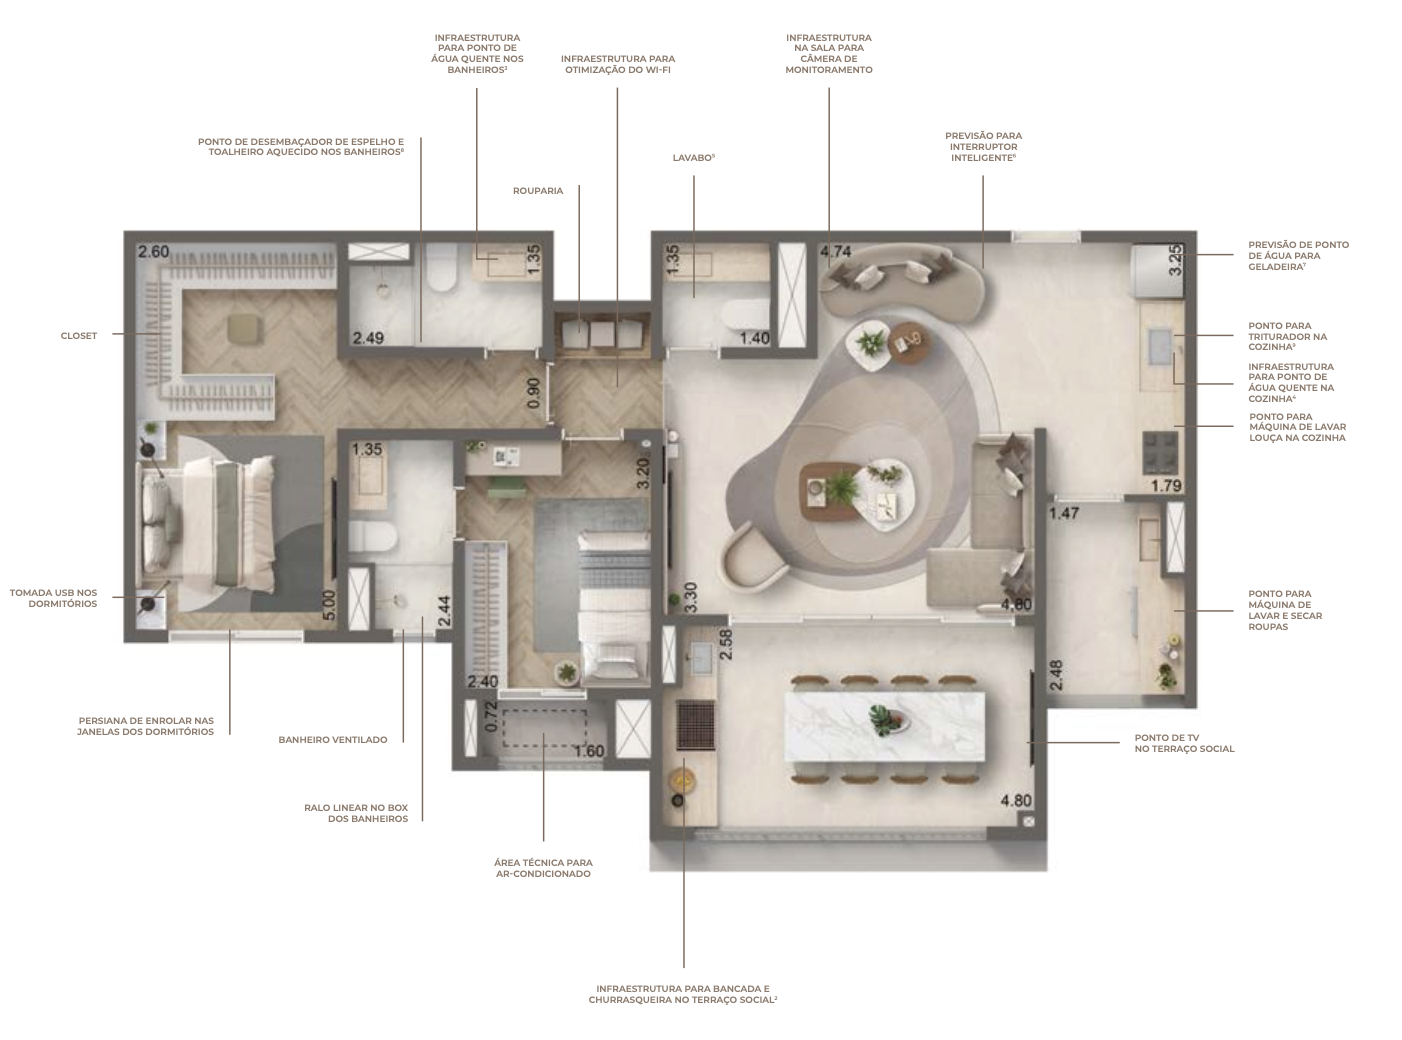 INFRAESTRUTURA
PARA PONTO DE
ÁGUA QUENTE NOS
BANHEIROS³
INFRAESTRUTURA PARA
OTIMIZAÇÃO DO WI-FI
INFRAESTRUTURA
NA SALA PARA
CÂMERA DE
MONITORAMENTO
PONTO DE DESEMBAÇADOR DE ESPELHO E
TOALHEIRO AQUECIDO NOS BANHEIROS⁸
ROUPARIA
LAVABO⁵
PREVISÃO PARA
INTERRUPTOR
INTELIGENTE⁶
2.60
1.35
2.49
1.35
1.40
4.74
3.25
PREVISÃO DE PONTO
DE ÁGUA PARA
GELADEIRA⁷
CLOSET
PONTO PARA
TRITURADOR NA
COZINHA⁹
INFRAESTRUTURA
PARA PONTO DE
ÁGUA QUENTE NA
COZINHA⁴
PONTO PARA
MÁQUINA DE LAVAR
LOUÇA NA COZINHA
0.90
1.35
3.20
1.79
1.47
TOMADA USB NOS
DORMITÓRIOS
5.00
2.44
3.30
4.80
PONTO PARA
MÁQUINA DE
LAVAR E SECAR
ROUPAS
2.58
2.48
2.40
0.72
1.60
PERSIANA DE ENROLAR NAS
JANELAS DOS DORMITÓRIOS
BANHEIRO VENTILADO
PONTO DE TV
NO TERRAÇO SOCIAL
4.80
RALO LINEAR NO BOX
DOS BANHEIROS
ÁREA TÉCNICA PARA
AR-CONDICIONADO
INFRAESTRUTURA PARA BANCADA E
CHURRASQUEIRA NO TERRAÇO SOCIAL²